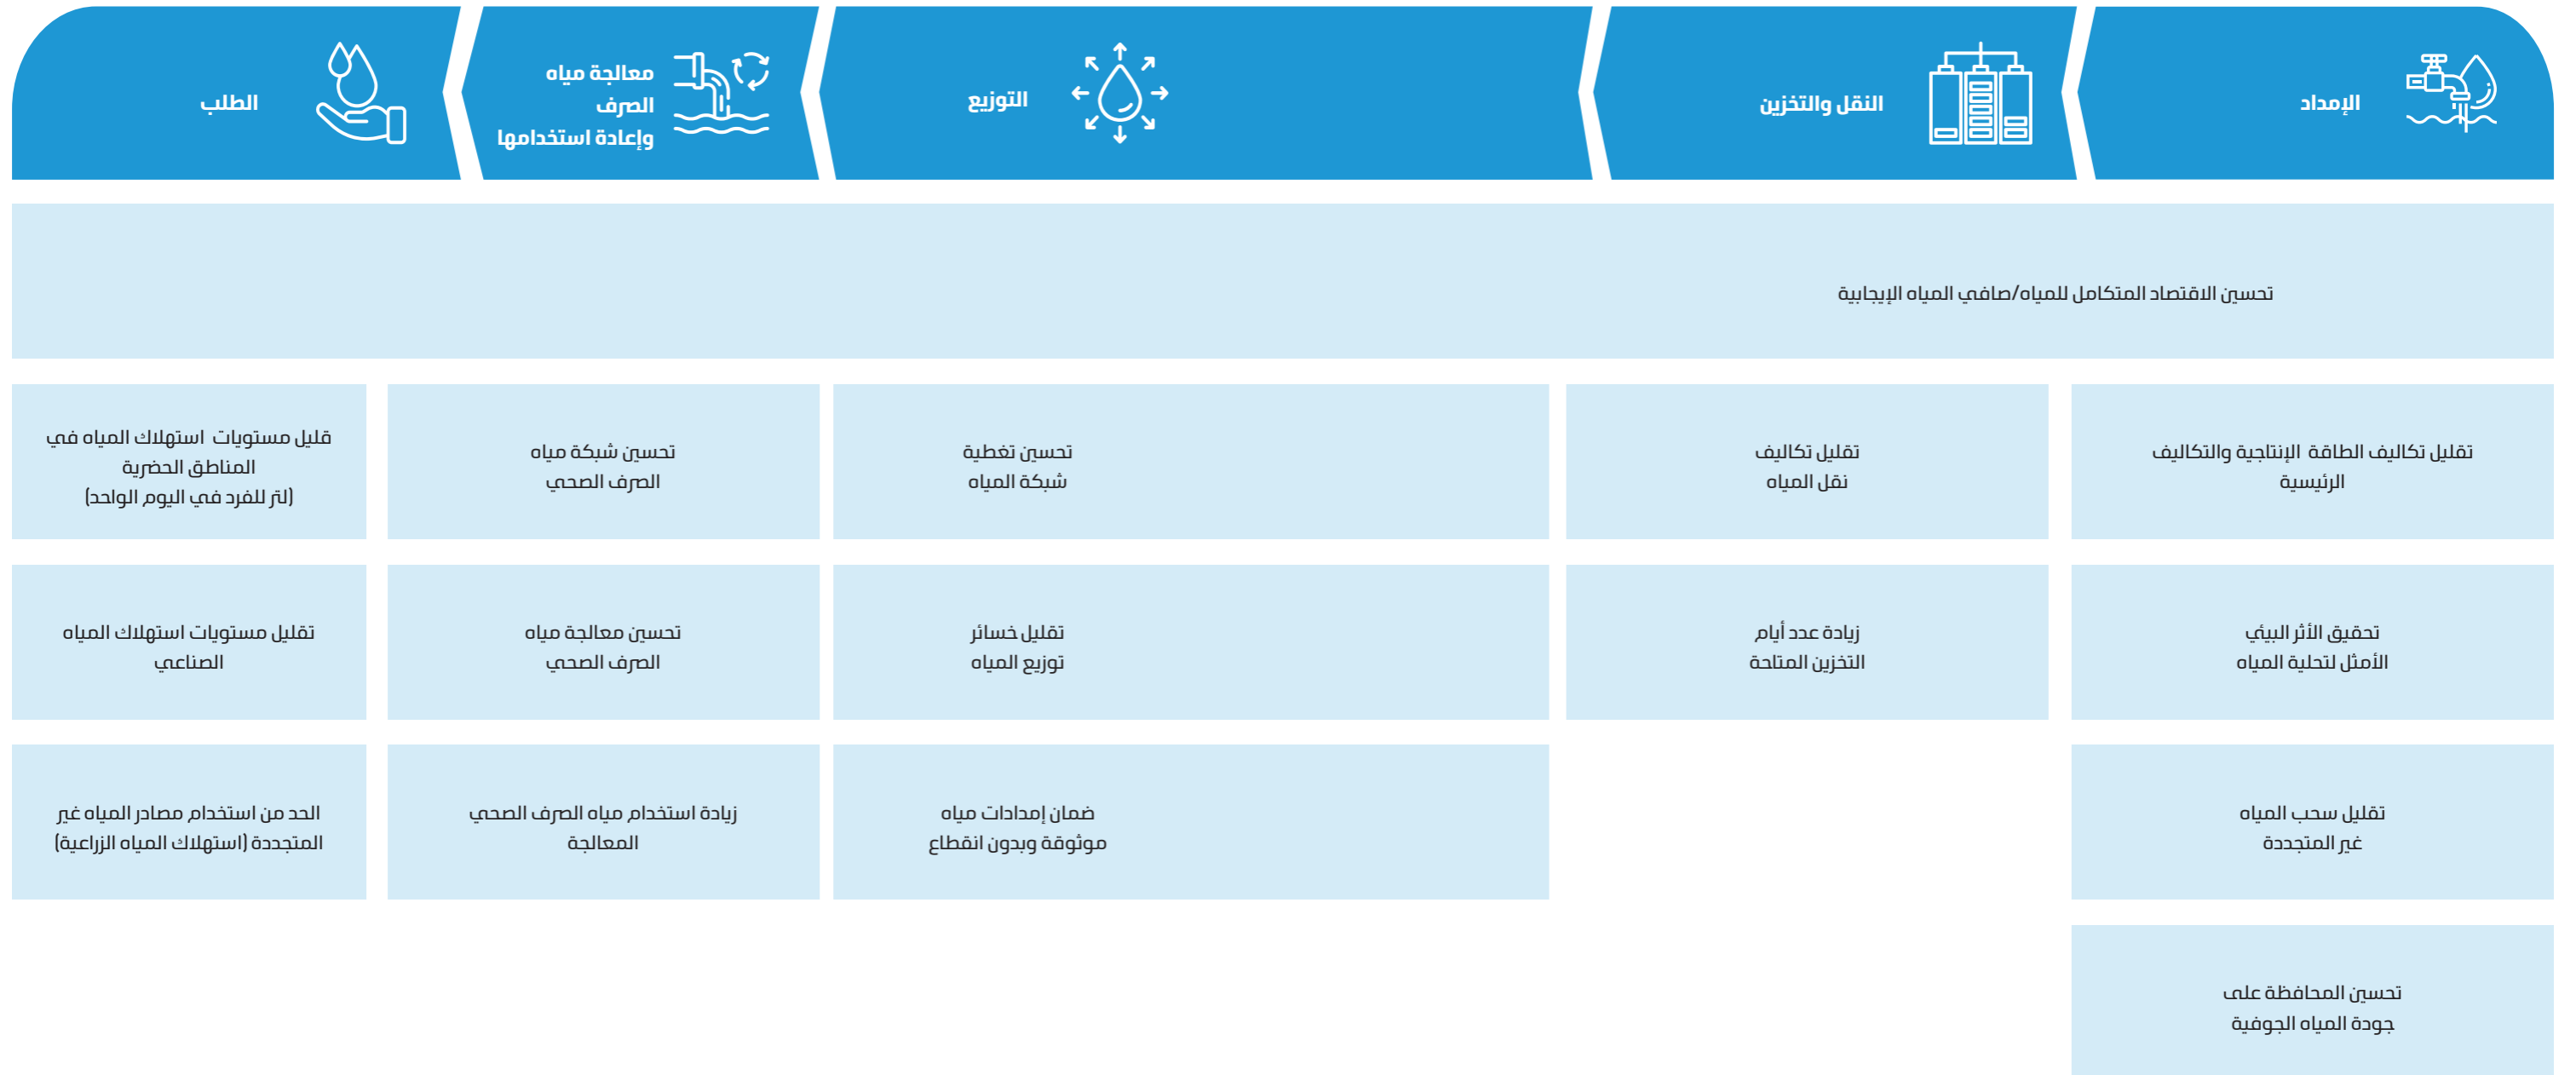 الإمداد
النقل والتخزين
التوزيع
معالجة مياه
الصرف
وإعادة استخدامها
الطلب
تحسين الاقتصاد المتكامل للمياه/صافي المياه الإيجابية
تقليل تكاليف الطاقة الإنتاجية والتكاليف
الرئيسية
تقليل تكاليف
نقل المياه
تحسين تغطية
شبكة المياه
تحسين شبكة مياه
الصرف الصحي
قليل مستويات استهلاك المياه في
المناطق الحضرية
(لتر للفرد في اليوم الواحد)
تحقيق الأثر البيئي
الأمثل لتحلية المياه
زيادة عدد أيام
التخزين المتاحة
تقليل خسائر
توزيع المياه
تحسين معالجة مياه
الصرف الصحي
تقليل مستويات استهلاك المياه
الصناعي
تقليل سحب المياه
غير المتجددة
ضمان إمدادات مياه
موثوقة وبدون انقطاع
زيادة استخدام مياه الصرف الصحي
المعالجة
الحد من استخدام مصادر المياه غير
المتجددة (استهلاك المياه الزراعية)
تحسين المحافظة على
جودة المياه الجوفية